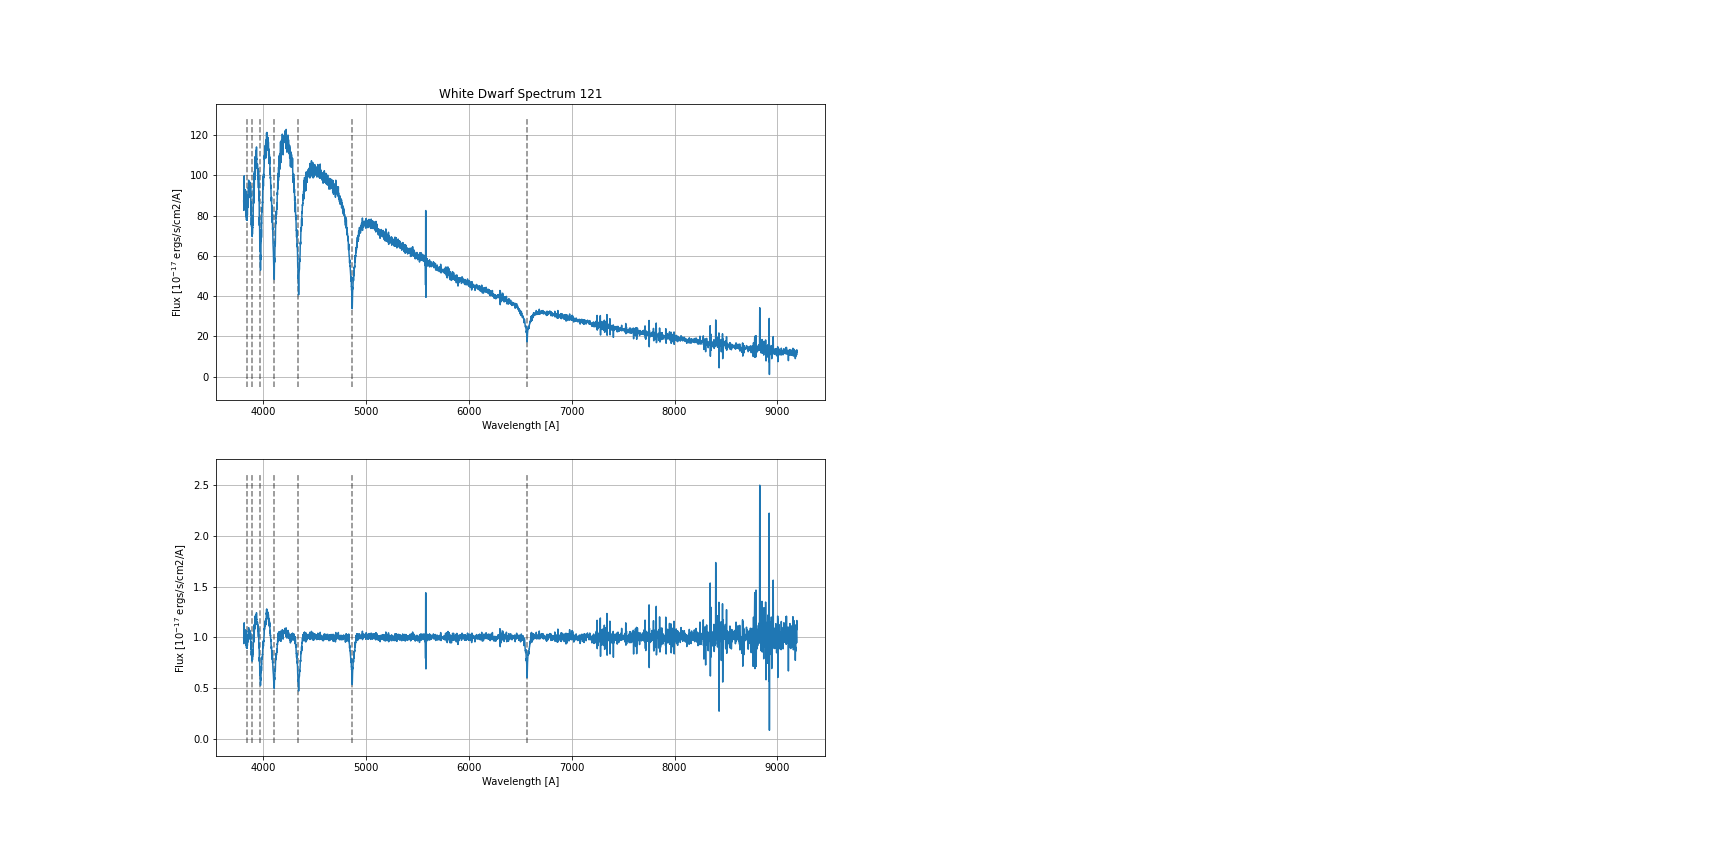 White Dwarf Spectrum 121
Flux [10⁻¹⁷ ergs/s/cm2/A]
120
100
80
60
40
20
0
4000 5000 6000 7000 8000 9000
Wavelength [A]
Flux [10⁻¹⁷ ergs/s/cm2/A]
2.5
2.0
1.5
1.0
0.5
0.0
4000 5000 6000 7000 8000 9000
Wavelength [A]